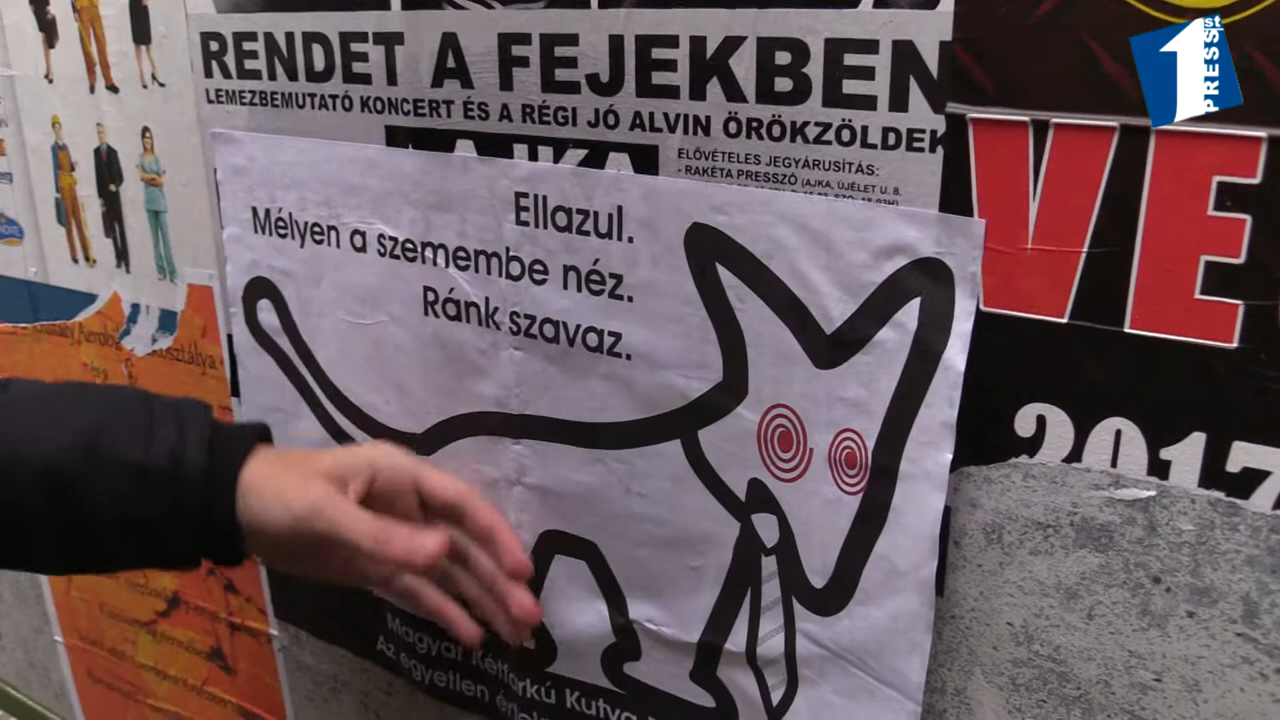 RENDET A FEJEKBEN
LEMEZBEMUTATÓ KONCERT ÉS A RÉGI JÓ ALVIN ÖRÖKZÖLDEK
AJKA
ELŐVÉTELES JEGYÁRUSÍTÁS:
- RAKÉTA PRESSZÓ (AJKA, ÚJÉLET U. 8.
1st
PRESS
VE
2017
Ellazul.
Mélyen a szemembe néz.
Ránk szavaz.
Magyar Kétfarkú Kutya
Az egyetlen